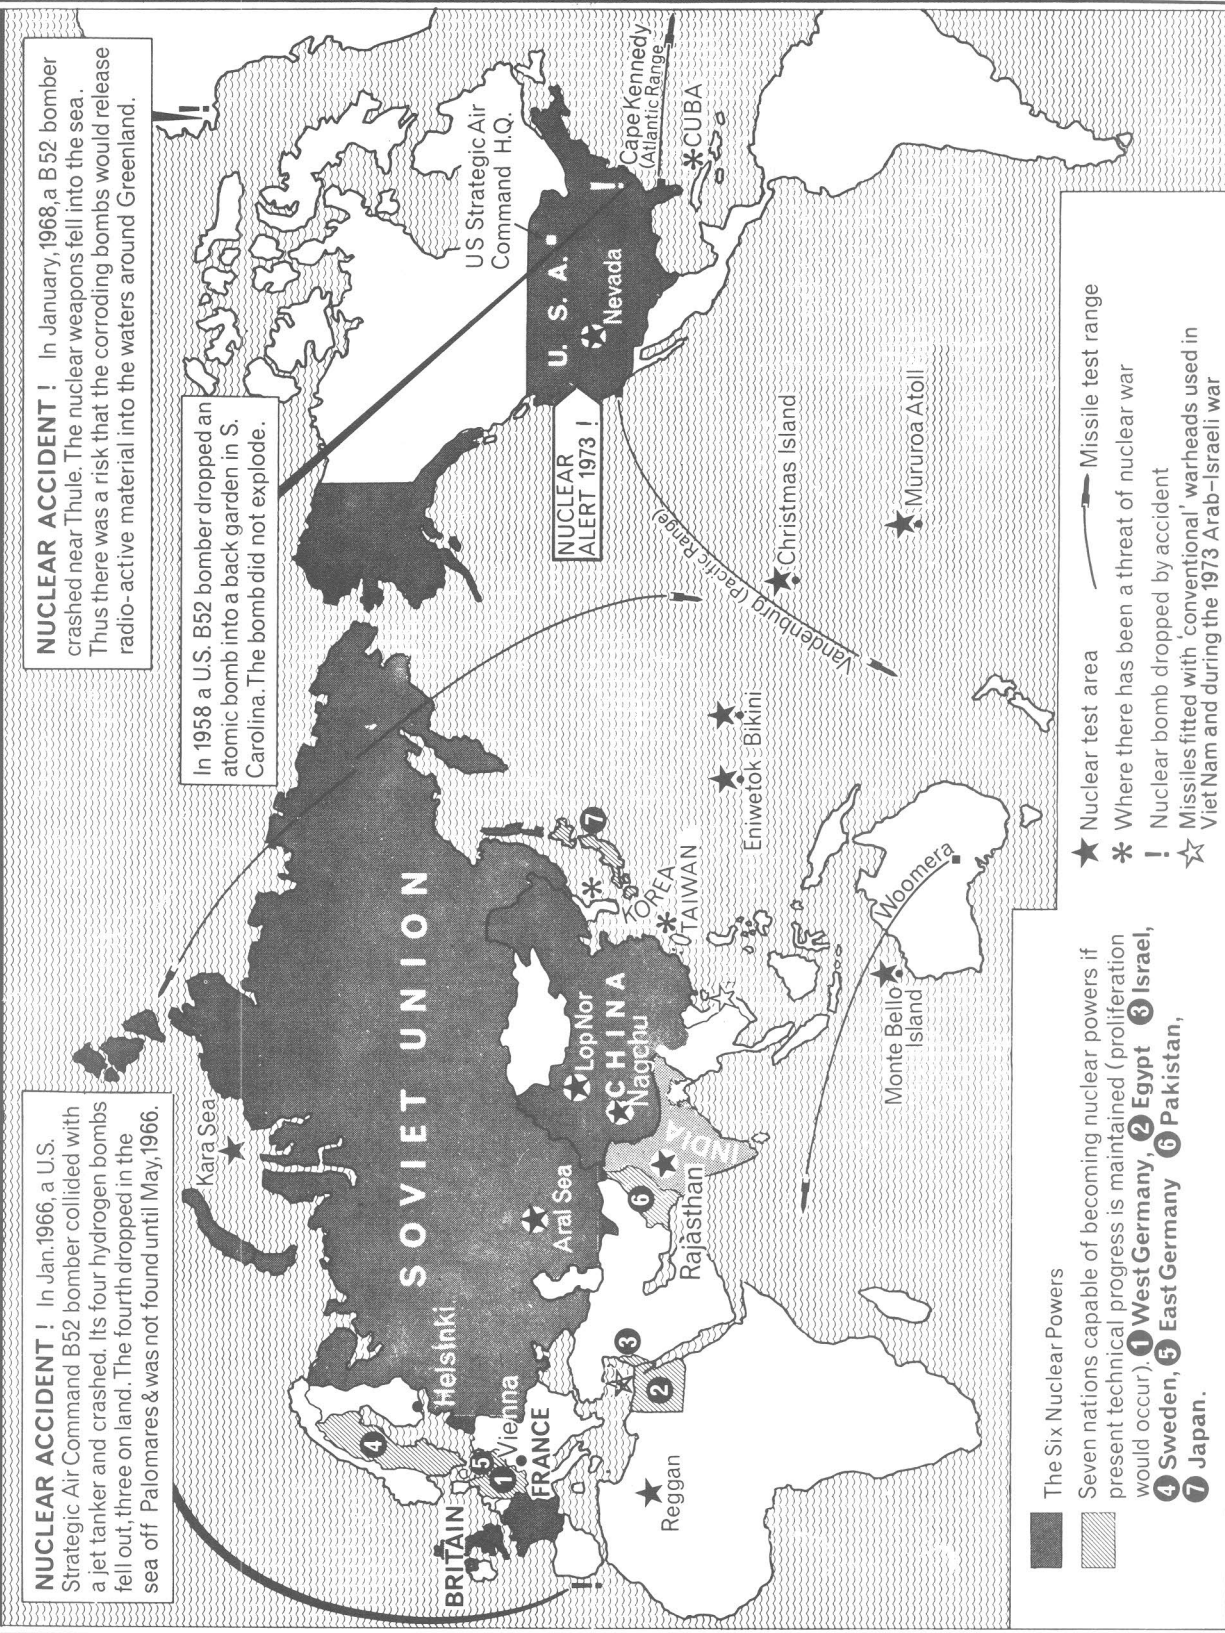 NUCLEAR ACCIDENT ! In Jan.1966, a U.S.
Strategic Air Command B52 bomber collided with
a jet tanker and crashed. Its four hydrogen bombs
fell out, three on land. The fourth dropped in the
sea off Palomares & was not found until May, 1966.
In 1958 a U.S. B52 bomber dropped an
atomic bomb into a back garden in S.
Carolina. The bomb did not explode.
NUCLEAR ACCIDENT ! In January, 1968, a B52 bomber
crashed near Thule. The nuclear weapons fell into the sea.
Thus there was a risk that the corroding bombs would release
radio-active material into the waters around Greenland.
!
Kara Sea
SOVIET UNION
Helsinki
BRITAIN
5
4
1
Vienna
FRANCE
!
Aral Sea
Lop Nor
CHINA
Nagchu
INDIA
Rajasthan
6
3
2
Reggan
7
KOREA
TAIWAN
Eniwetok
Bikini
NUCLEAR
ALERT 1973 !
US Strategic Air
Command H.Q.
U. S. A.
Nevada
!
Cape Kennedy
(Atlantic Range)
CUBA
Vandenburg (Pacific Range)
Christmas Island
Mururoa Atoll
Monte Bello
Island
Woomera
The Six Nuclear Powers
Seven nations capable of becoming nuclear powers if
present technical progress is maintained (proliferation
would occur). 1 West Germany, 2 Egypt 3 Israel,
4 Sweden, 5 East Germany 6 Pakistan,
7 Japan.
Nuclear test area
Missile test range
Where there has been a threat of nuclear war
! Nuclear bomb dropped by accident
Missiles fitted with 'conventional' warheads used in
Viet Nam and during the 1973 Arab-Israeli war